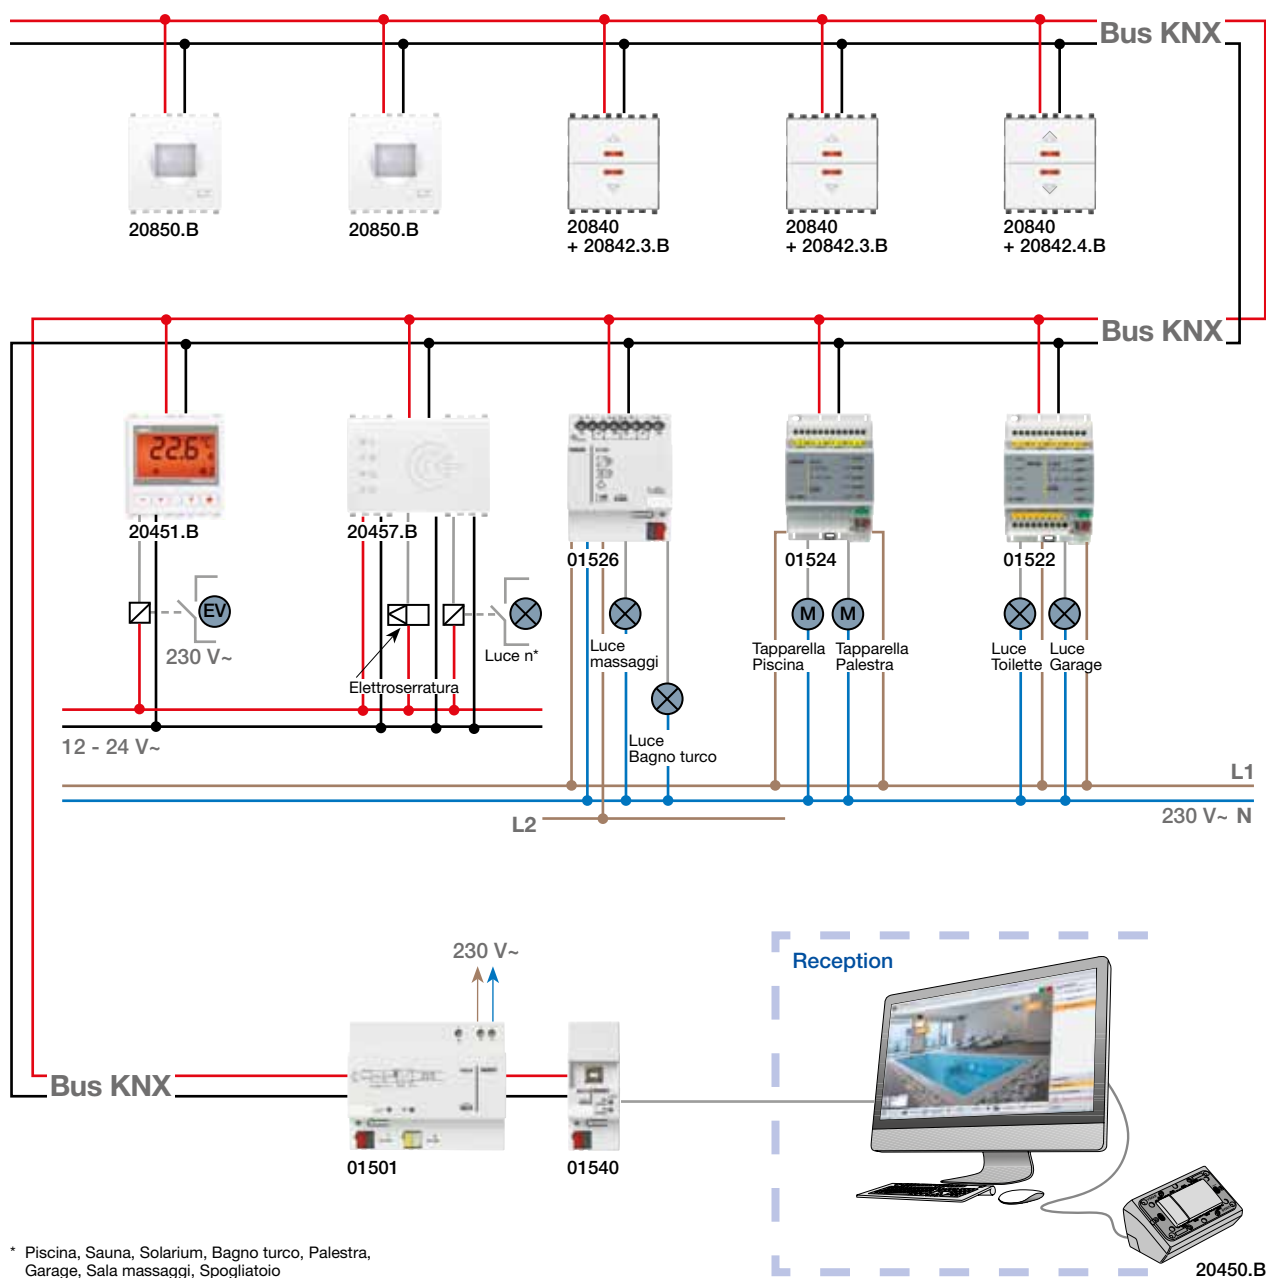 Bus KNX
20850.B
20850.B
20840
+ 20842.3.B
20840
+ 20842.3.B
20840
+ 20842.4.B
Bus KNX
22.6°C
20451.B
20457.B
01526
01524
01522
EV
230 V~
Elettroserratura
Luce n*
Luce
massaggi
Luce
Bagno turco
M
M
Tapparella
Piscina
Tapparella
Palestra
Luce
Toilette
Luce
Garage
12 - 24 V~
L1
230 V~ N
L2
230 V~
Reception
Bus KNX
01501
01540
20450.B
* Piscina, Sauna, Solarium, Bagno turco, Palestra,
Garage, Sala massaggi, Spogliatoio